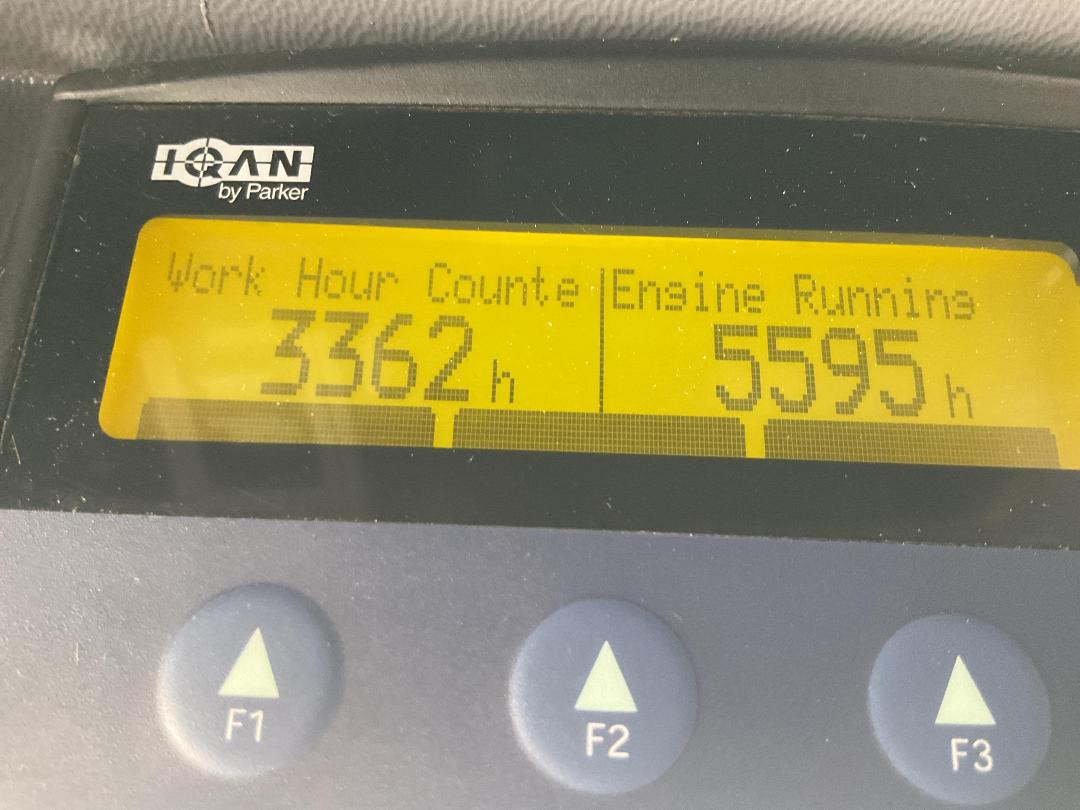 IQAN
by Parker
Work Hour Counte Engine Running
3362 h 5595 h
F1 F2 F3